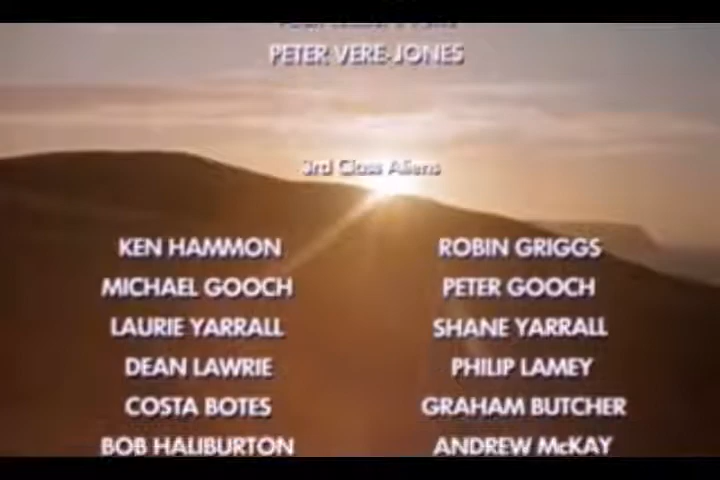 PETER VERE-JONES
3rd Class Aliens
KEN HAMMON ROBIN GRIGGS
MICHAEL GOOCH PETER GOOCH
LAURIE YARRALL SHANE YARRALL
DEAN LAWRIE PHILIP LAMEY
COSTA BOTES GRAHAM BUTCHER
BOB HALIBURTON ANDREW McKAY